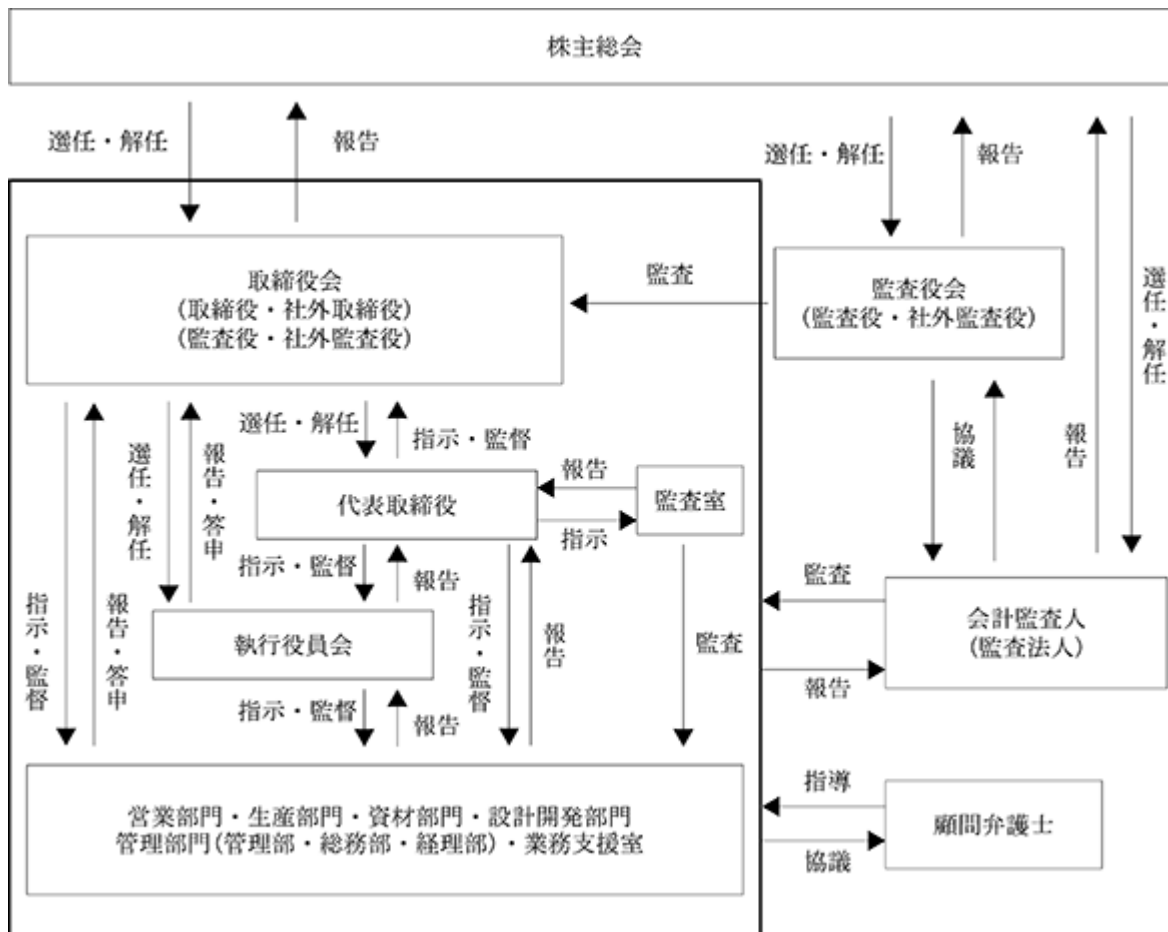 株主総会
選任・解任
報告
選任・解任
報告
取締役会
(取締役・社外取締役)
(監査役・社外監査役)
監査
監査役会
(監査役・社外監査役)
選任・解任
報告
協議
選任・解任
指示・監督
選任・解任
報告・答申
代表取締役
報告
指示
監査室
指示・監督
報告
指示・監督
報告・答申
執行役員会
指示・監督
報告
監査
監査
報告
会計監査人
(監査法人)
指示・監督
報告
営業部門・生産部門・資材部門・設計開発部門
管理部門(管理部・総務部・経理部)・業務支援室
指導
協議
顧問弁護士